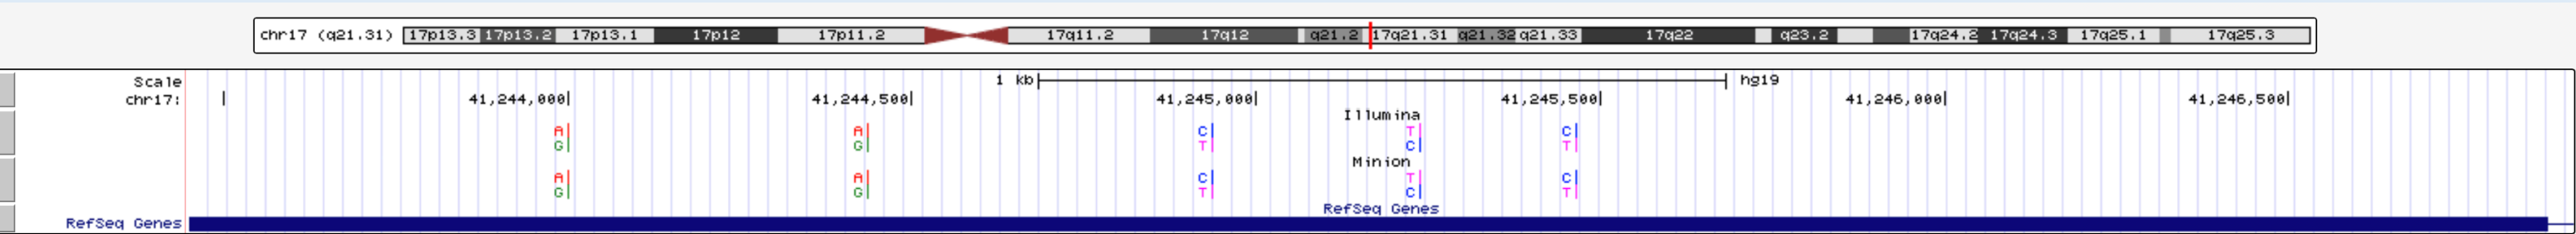 chr17 (q21.31) 17p13.3 17p13.2 17p13.1 17p12 17p11.2 17q11.2 17q12 q21.2 17q21.31 q21.32 q21.33 17q22 q23.2 17q24.2 17q24.3 17q25.1 17q25.3
Scale 1 kb hg19
chr17: 41,244,000 41,244,500 41,245,000 41,245,500 41,246,000 41,246,500
Illumina
A A C T C
G G T C T
Minion
A A C T C
G G T C T
RefSeq Genes
RefSeq Genes